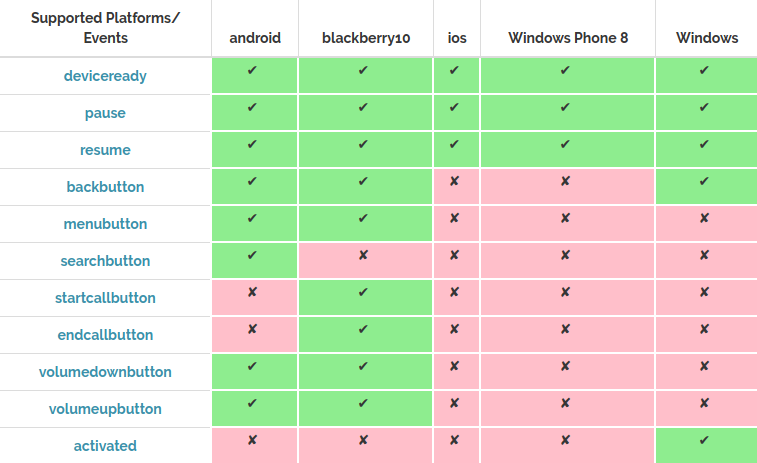 Supported Platforms/
Events android blackberry10 ios Windows Phone 8 Windows
deviceready ✔ ✔ ✔ ✔ ✔
pause ✔ ✔ ✔ ✔ ✔
resume ✔ ✔ ✔ ✔ ✔
backbutton ✔ ✔ ✘ ✘ ✔
menubutton ✔ ✔ ✘ ✘ ✘
searchbutton ✔ ✘ ✘ ✘ ✘
startcallbutton ✘ ✔ ✘ ✘ ✘
endcallbutton ✘ ✔ ✘ ✘ ✘
volumedownbutton ✔ ✔ ✘ ✘ ✘
volumeupbutton ✔ ✔ ✘ ✘ ✘
activated ✘ ✘ ✘ ✘ ✔